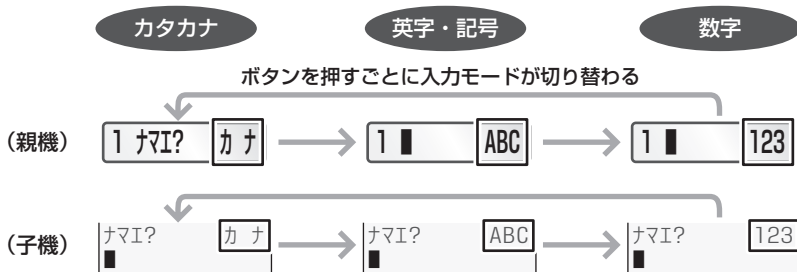 カタカナ 英字・記号 数字
ボタンを押すごとに入力モードが切り替わる
(親機) 1 ナマエ? カナ 1 ABC 1 123
(子機) ナマエ? カナ ナマエ? ABC ナマエ? 123